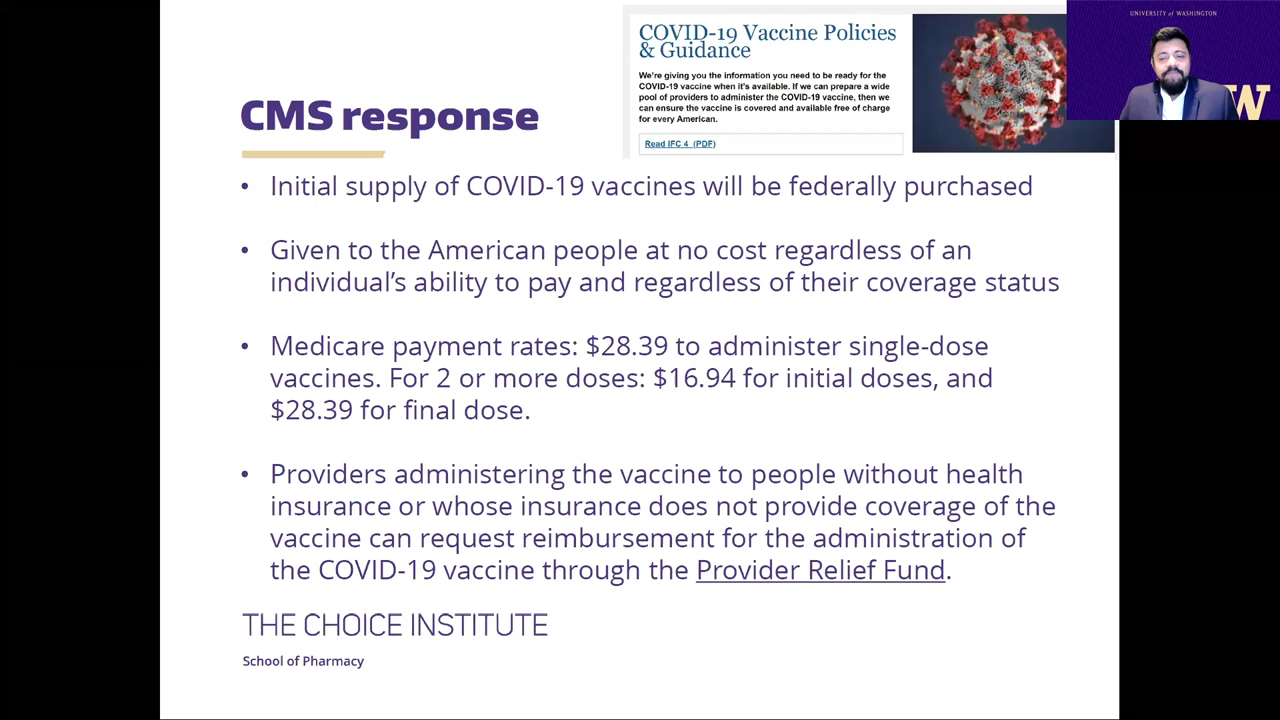 UNIVERSITY of WASHINGTON
W
COVID-19 Vaccine Policies
& Guidance
We're giving you the information you need to be ready for the
COVID-19 vaccine when it's available. If we can prepare a wide
pool of providers to administer the COVID-19 vaccine, then we
can ensure the vaccine is covered and available free of charge
for every American.
Read IFC 4 (PDF)
CMS response
• Initial supply of COVID-19 vaccines will be federally purchased
• Given to the American people at no cost regardless of an
individual's ability to pay and regardless of their coverage status
• Medicare payment rates: $28.39 to administer single-dose
vaccines. For 2 or more doses: $16.94 for initial doses, and
$28.39 for final dose.
• Providers administering the vaccine to people without health
insurance or whose insurance does not provide coverage of the
vaccine can request reimbursement for the administration of
the COVID-19 vaccine through the Provider Relief Fund.
THE CHOICE INSTITUTE
School of Pharmacy